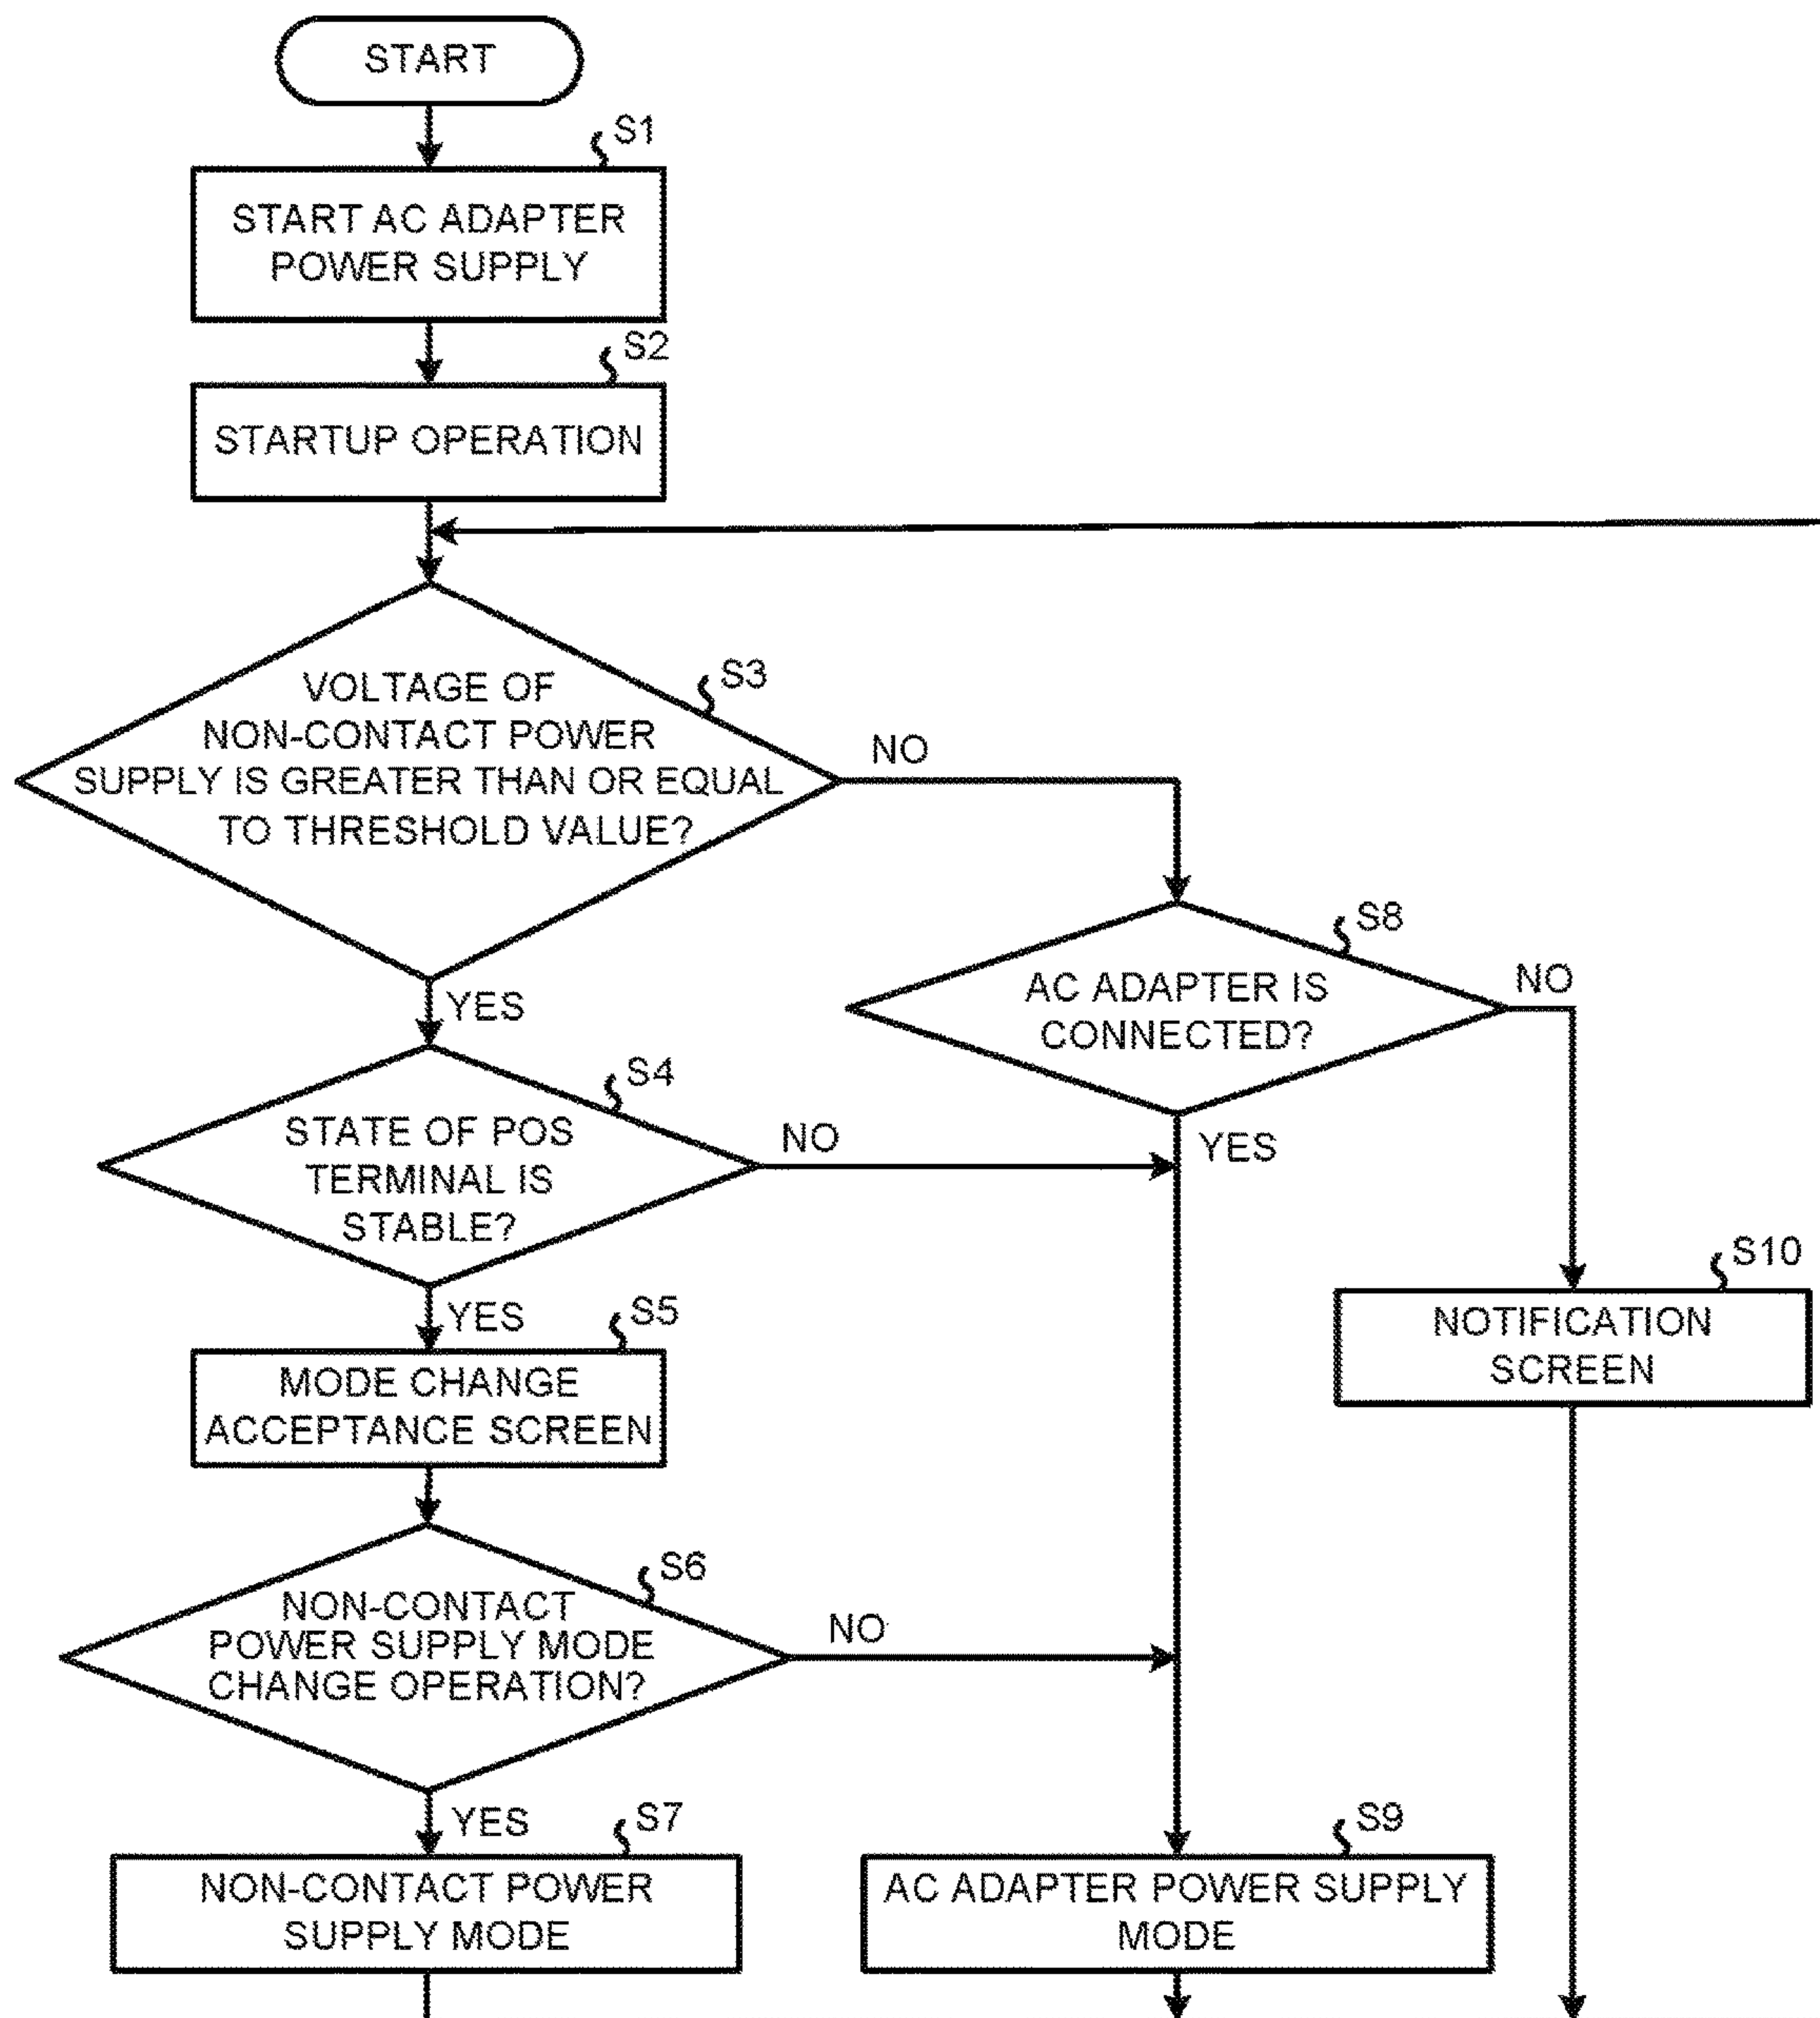 START
S1
START AC ADAPTER
POWER SUPPLY
S2
STARTUP OPERATION
S3
VOLTAGE OF
NON-CONTACT POWER
SUPPLY IS GREATER THAN OR EQUAL
TO THRESHOLD VALUE?
NO
YES
S8
AC ADAPTER IS
CONNECTED?
NO
YES
S4
STATE OF POS
TERMINAL IS
STABLE?
NO
YES
S10
NOTIFICATION
SCREEN
S5
MODE CHANGE
ACCEPTANCE SCREEN
S6
NON-CONTACT
POWER SUPPLY MODE
CHANGE OPERATION?
NO
YES
S7
NON-CONTACT POWER
SUPPLY MODE
S9
AC ADAPTER POWER SUPPLY
MODE